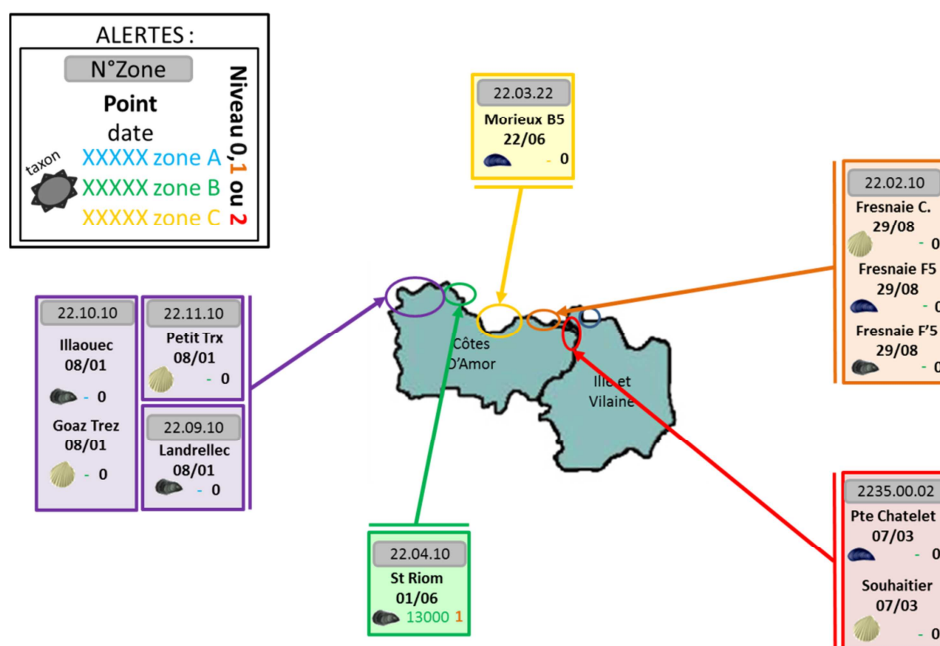 ALERTES :
N°Zone
Point
date
taxon
XXXXX zone A
XXXXX zone B
XXXXX zone C
Niveau 0,1 ou 2
22.03.22
Morieux B5
22/06
- 0
22.02.10
Fresnaie C.
29/08
- 0
Fresnaie F5
29/08
- 0
Fresnaie F'5
29/08
- 0
22.10.10
Illaouec
08/01
- 0
Goaz Trez
08/01
- 0
22.11.10
Petit Trx
08/01
- 0
22.09.10
Landrellec
08/01
- 0
Côtes
D'Amor
Ille et
Vilaine
22.04.10
St Riom
01/06
13000 1
2235.00.02
Pte Chatelet
07/03
- 0
Souhaitier
07/03
- 0